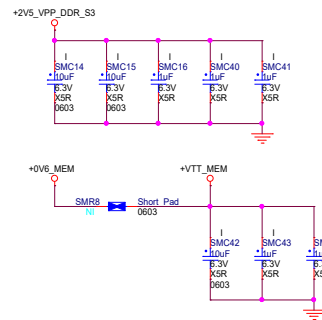 +2V5_VPP_DDR_S3
I I I I I
SMC14 SMC15 SMC16 SMC40 SMC41
10uF 10uF 1uF 1uF 1uF
6.3V 6.3V 6.3V 6.3V 6.3V
X5R X5R X5R X5R X5R
0603 0603
+0V6_MEM +VTT_MEM
SMR8 Short_Pad
NI 0603
I I
SMC42 SMC43
10uF 1uF
6.3V 6.3V
X5R X5R
0603